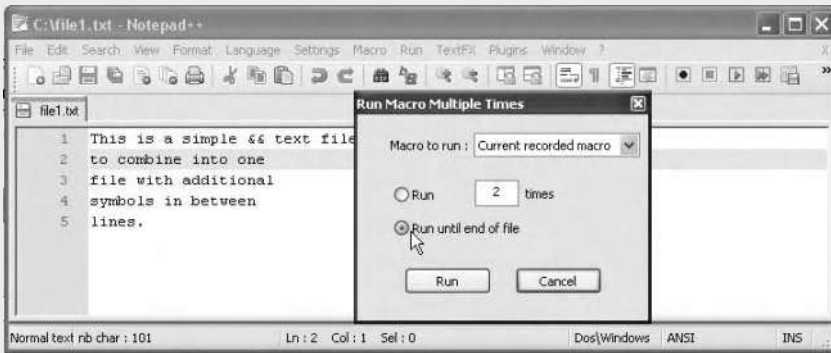 C:\file1.txt - Notepad++
File Edit Search View Format Language Settings Macro Run TextFX Plugins Window ? X
file1.txt
1 This is a simple && text file
2 to combine into one
3 file with additional
4 symbols in between
5 lines.
Run Macro Multiple Times
Macro to run : Current recorded macro
Run 2 times
Run until end of file
Run Cancel
Normal text nb char : 101 Ln : 2 Col : 1 Sel : 0 Dos\Windows ANSI INS